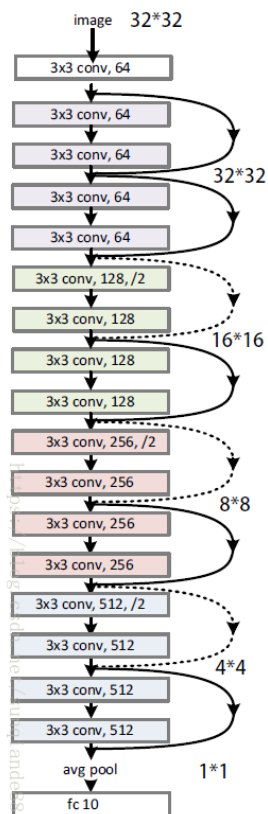 image 32*32
3x3 conv, 64
3x3 conv, 64
3x3 conv, 64
32*32
3x3 conv, 64
3x3 conv, 64
3x3 conv, 128, /2
3x3 conv, 128
16*16
3x3 conv, 128
3x3 conv, 128
3x3 conv, 256, /2
3x3 conv, 256
8*8
3x3 conv, 256
3x3 conv, 256
3x3 conv, 512, /2
3x3 conv, 512
4*4
3x3 conv, 512
3x3 conv, 512
avg pool 1*1
fc 10